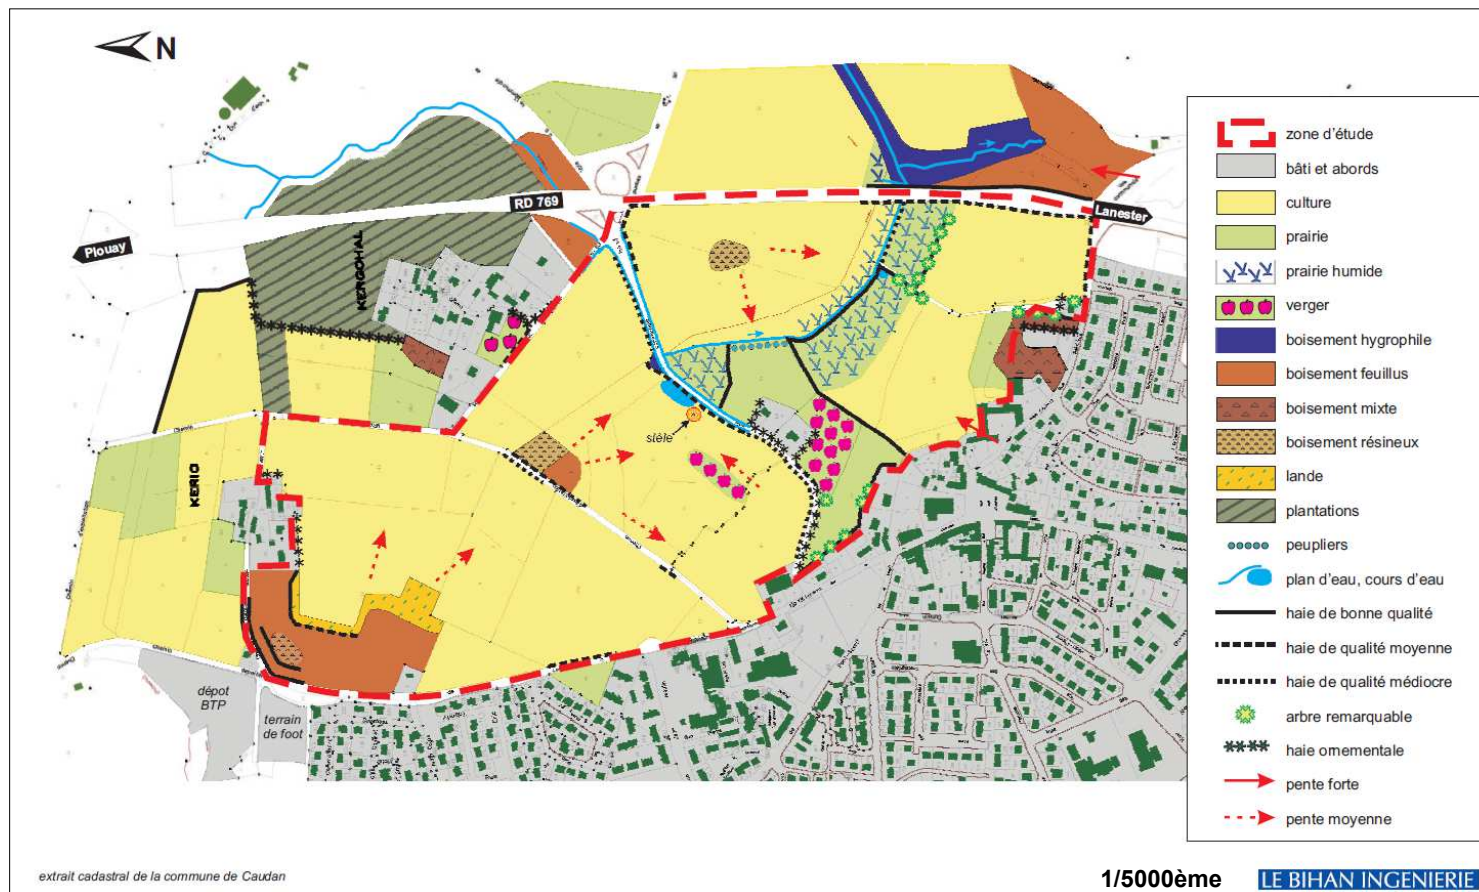 N
RD 769
Plouay
Lanester
KERGOHAL
KERIO
stèle
dépot
BTP
terrain
de foot
zone d'étude
bâti et abords
culture
prairie
prairie humide
verger
boisement hygrophile
boisement feuillus
boisement mixte
boisement résineux
lande
plantations
peupliers
plan d'eau, cours d'eau
haie de bonne qualité
haie de qualité moyenne
haie de qualité médiocre
arbre remarquable
haie ornementale
pente forte
pente moyenne
extrait cadastral de la commune de Caudan
1/5000ème
LE BIHAN INGENIERIE